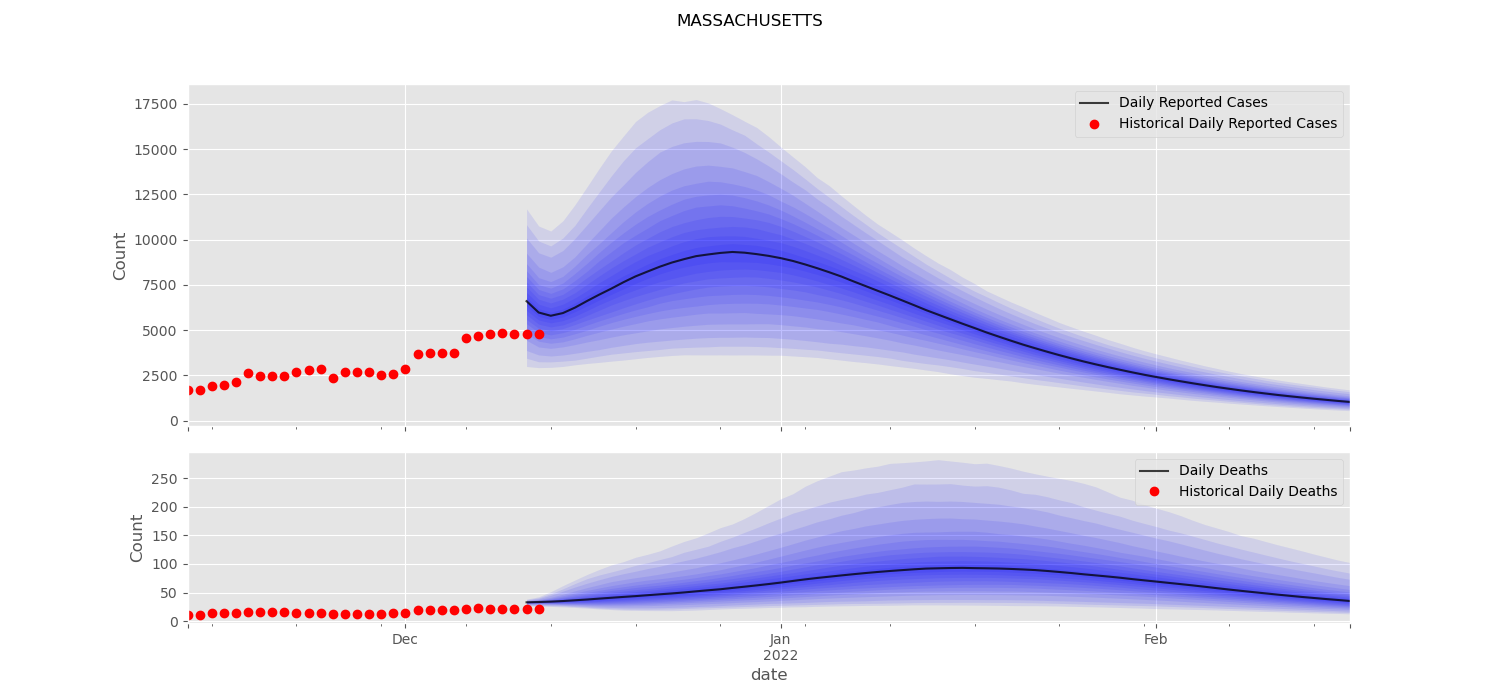 MASSACHUSETTS
17500
15000
12500
10000
7500
5000
2500
0
Count
Daily Reported Cases
Historical Daily Reported Cases
250
200
150
100
50
0
Count
Daily Deaths
Historical Daily Deaths
Dec
Jan
2022
Feb
date